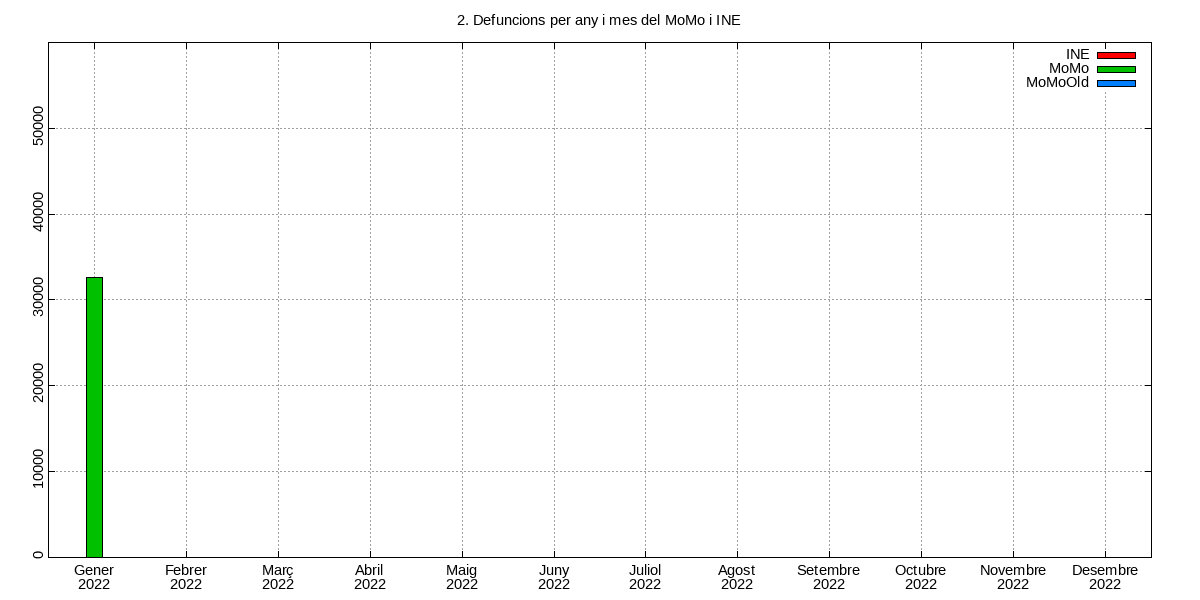 2. Defuncions per any i mes del MoMo i INE
INE
MoMo
MoMoOld
50000
40000
30000
20000
10000
0
Gener Febrer Març Abril Maig Juny Juliol Agost Setembre Octubre Novembre Desembre
2022 2022 2022 2022 2022 2022 2022 2022 2022 2022 2022 2022